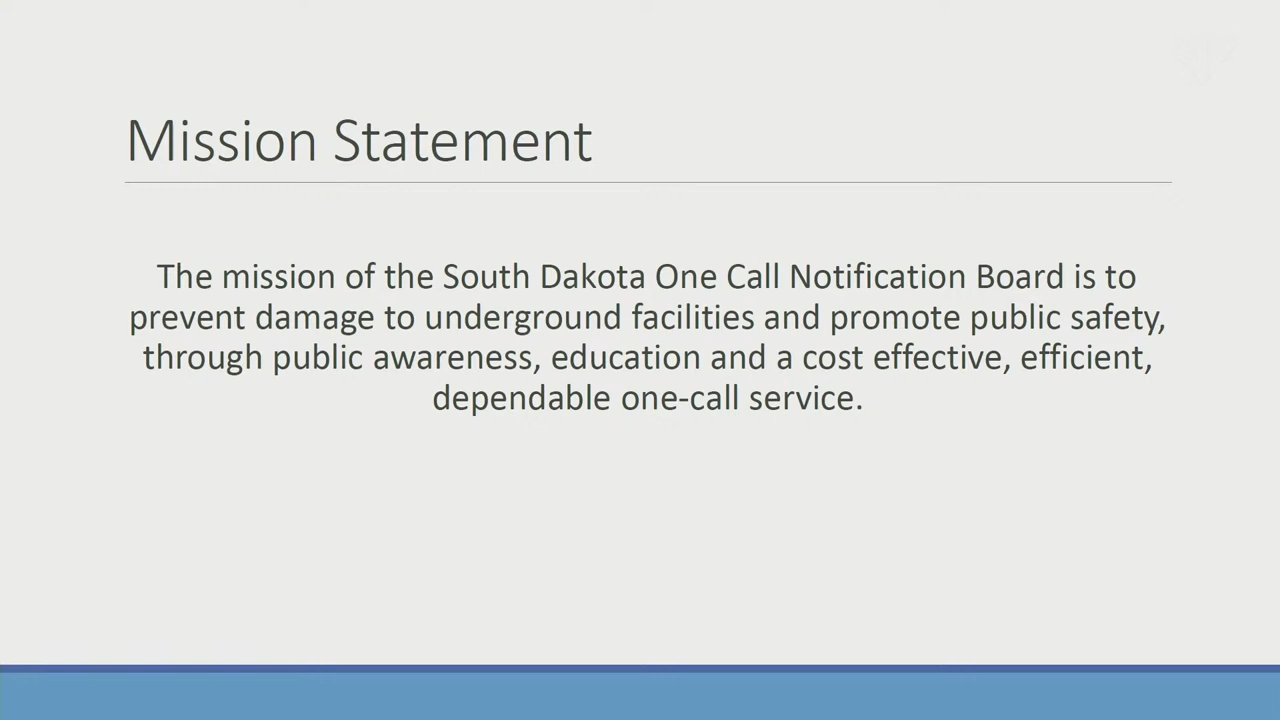 Mission Statement
The mission of the South Dakota One Call Notification Board is to
prevent damage to underground facilities and promote public safety,
through public awareness, education and a cost effective, efficient,
dependable one-call service.